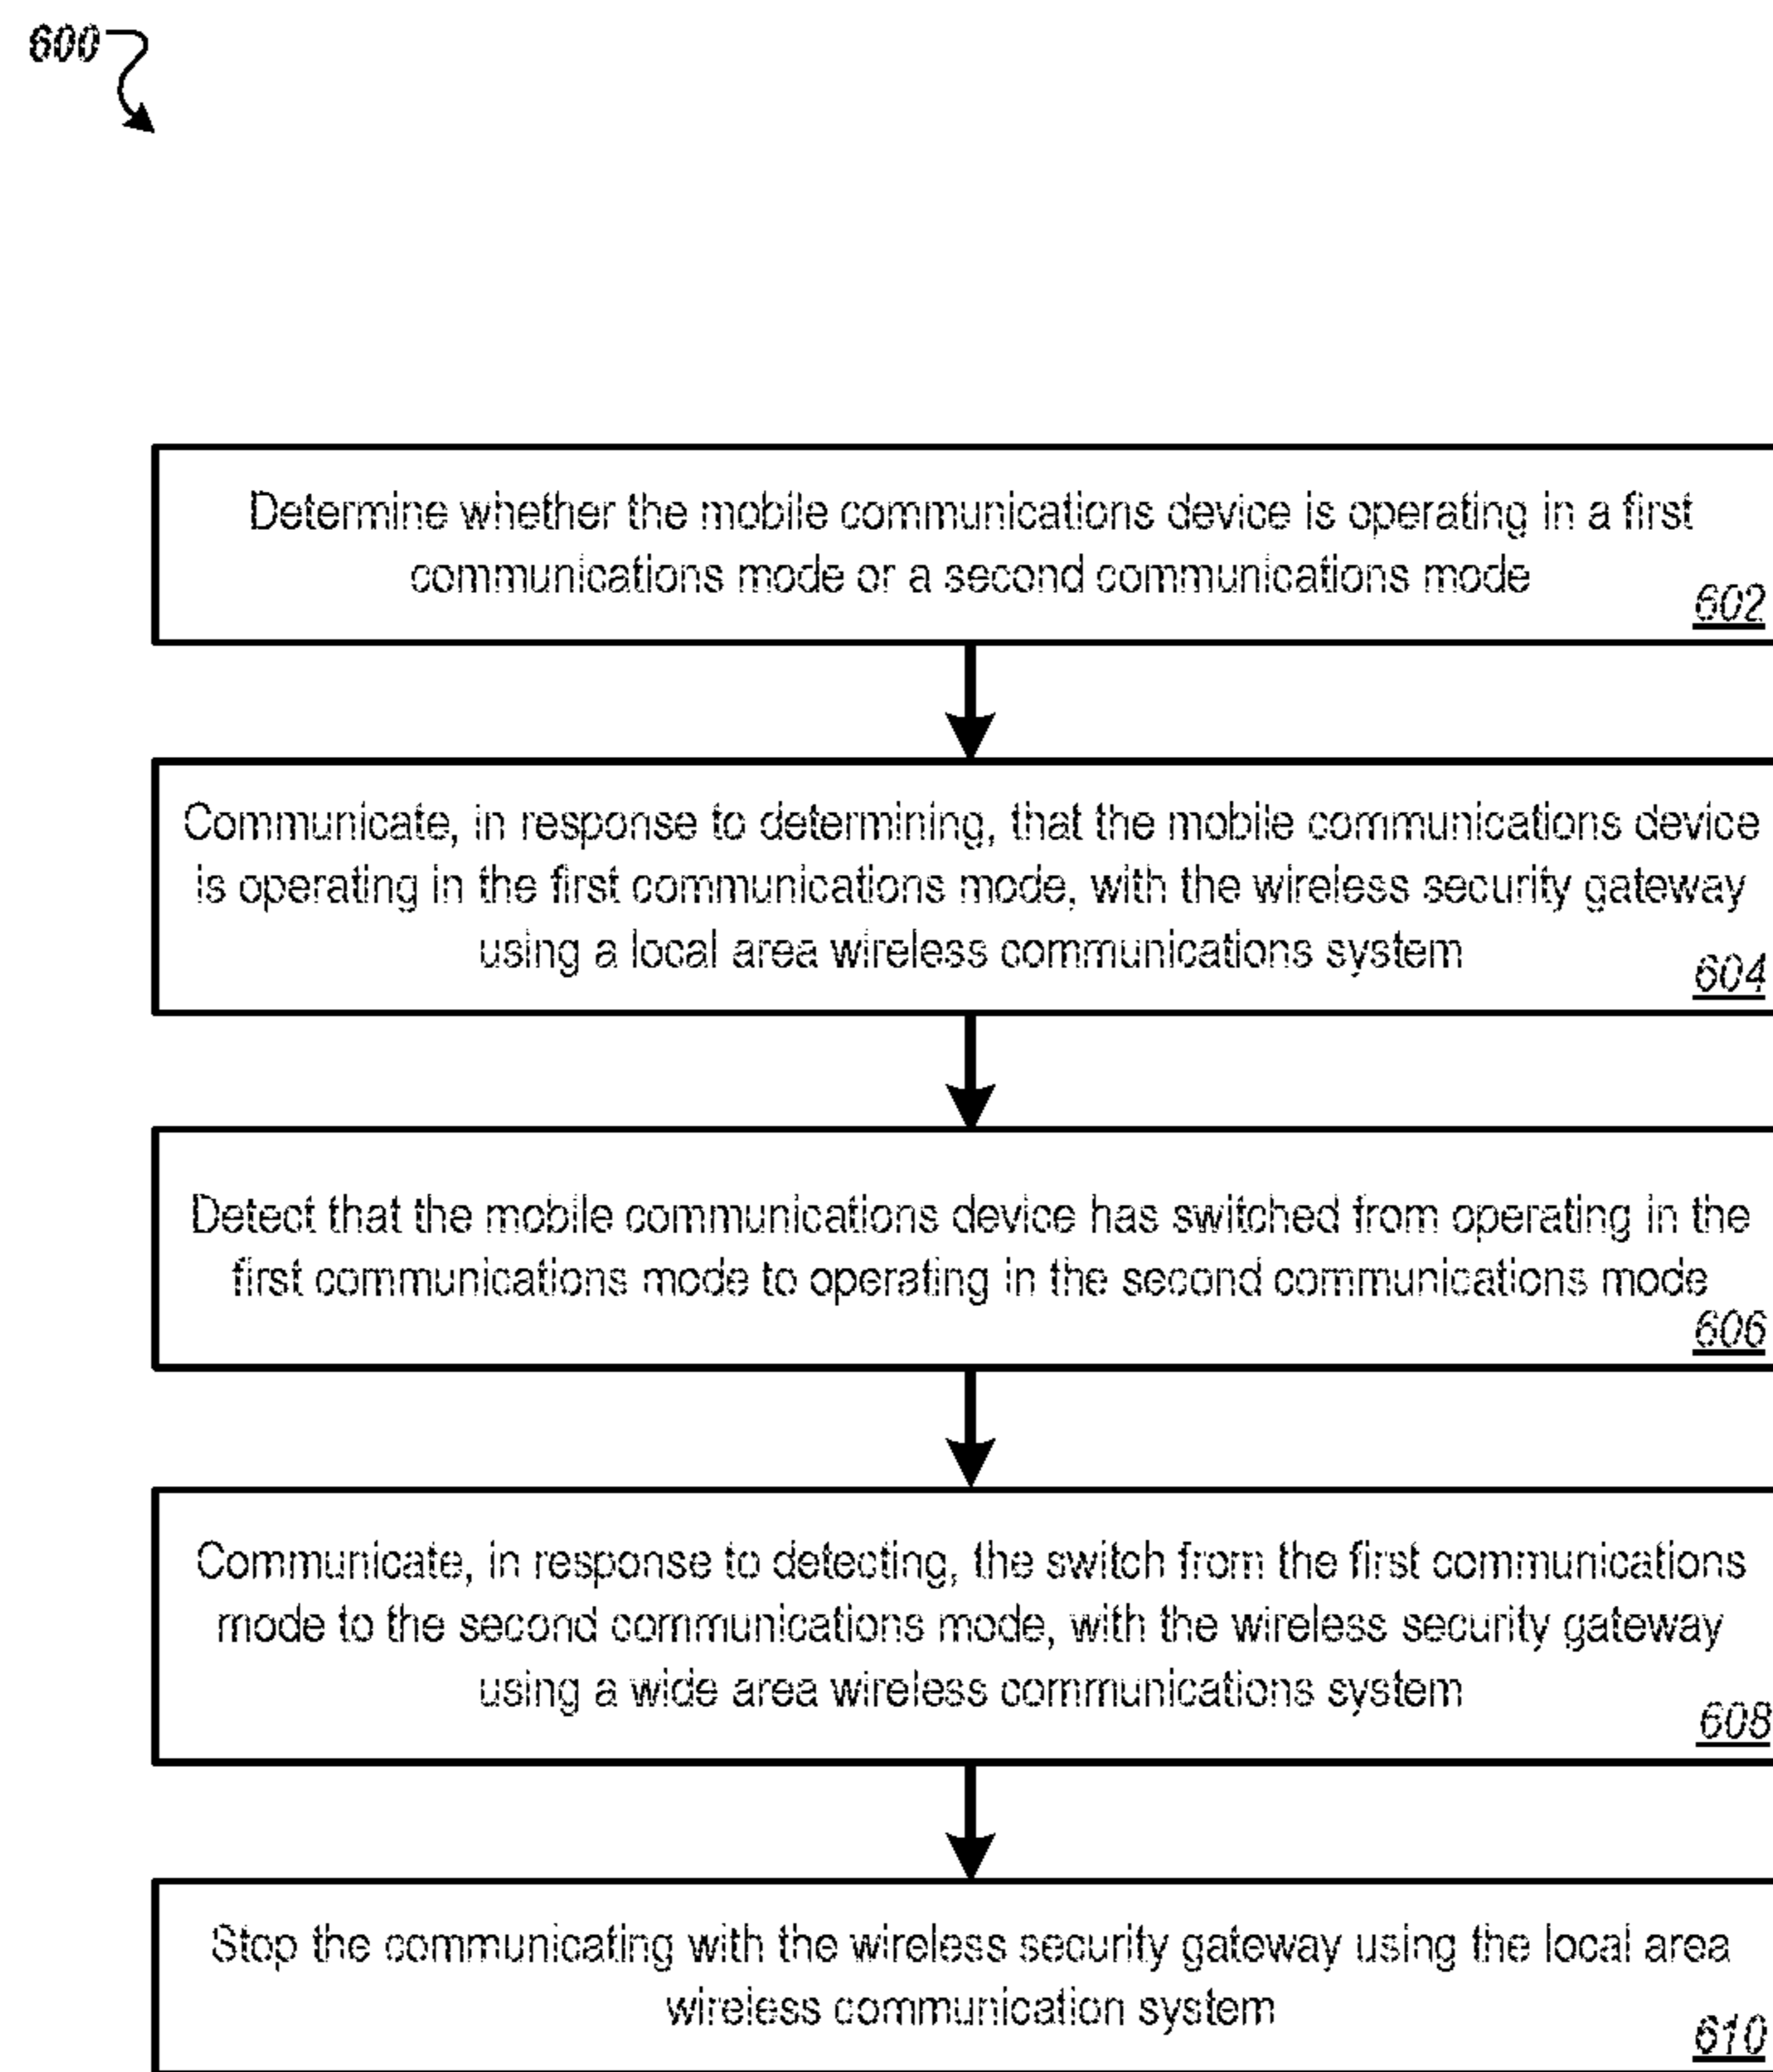 600
Determine whether the mobile communications device is operating in a first
communications mode or a second communications mode
602
Communicate, in response to determining, that the mobile communications device
is operating in the first communications mode, with the wireless security gateway
using a local area wireless communications system
604
Detect that the mobile communications device has switched from operating in the
first communications mode to operating in the second communications mode
606
Communicate, in response to detecting, the switch from the first communications
mode to the second communications mode, with the wireless security gateway
using a wide area wireless communications system
608
Stop the communicating with the wireless security gateway using the local area
wireless communication system
610